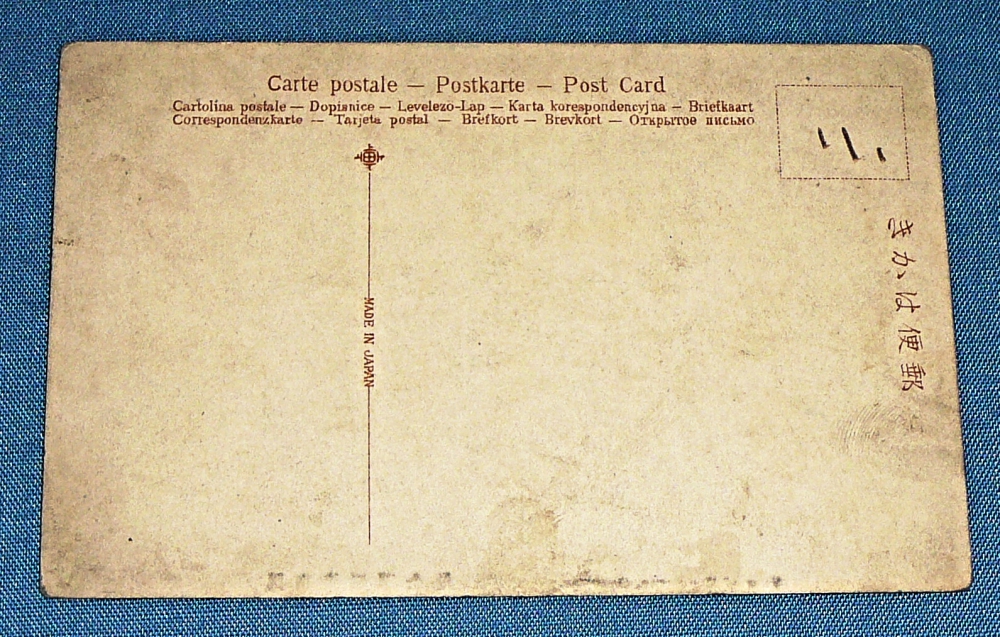 Carte postale — Postkarte — Post Card
Cartolina postale — Dopisnice — Levelezö-Lap — Karta korespondencyjna — Briefkaart
Correspondenzkarte — Tarjeta postal — Brefkort — Brevkort — Открытое письмо
MADE IN JAPAN
きかは便郵